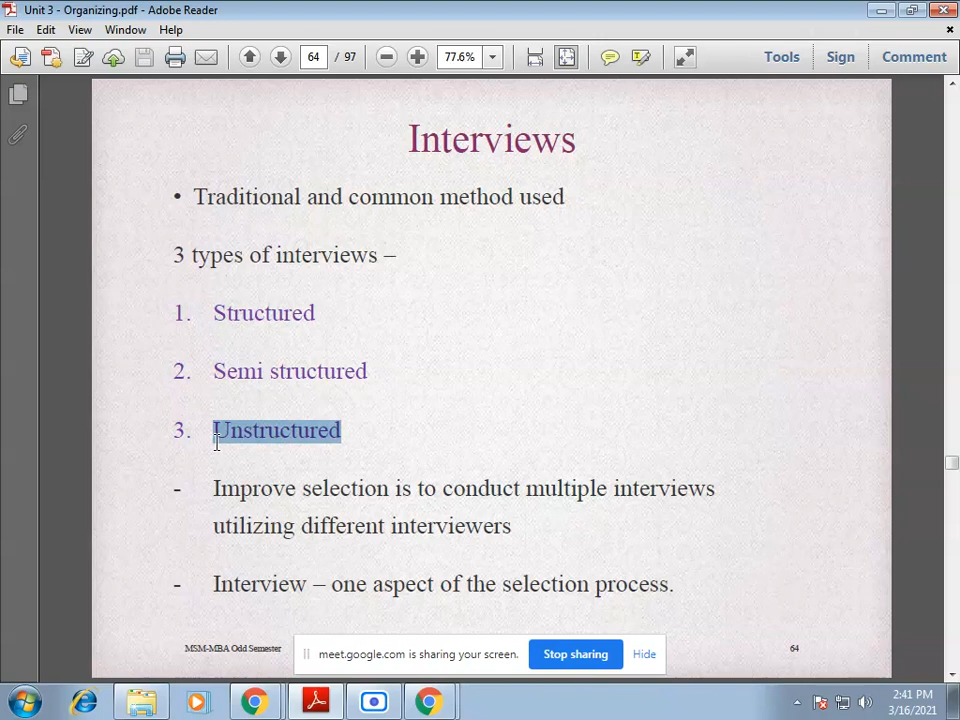 Unit 3 - Organizing.pdf - Adobe Reader
File Edit View Window Help
64 / 97 77.6% Tools Sign Comment
Interviews
• Traditional and common method used
3 types of interviews –
1. Structured
2. Semi structured
3. Unstructured
- Improve selection is to conduct multiple interviews
utilizing different interviewers
- Interview – one aspect of the selection process.
MSM-MBA Odd Semester 64
meet.google.com is sharing your screen. Stop sharing Hide
2:41 PM
3/16/2021